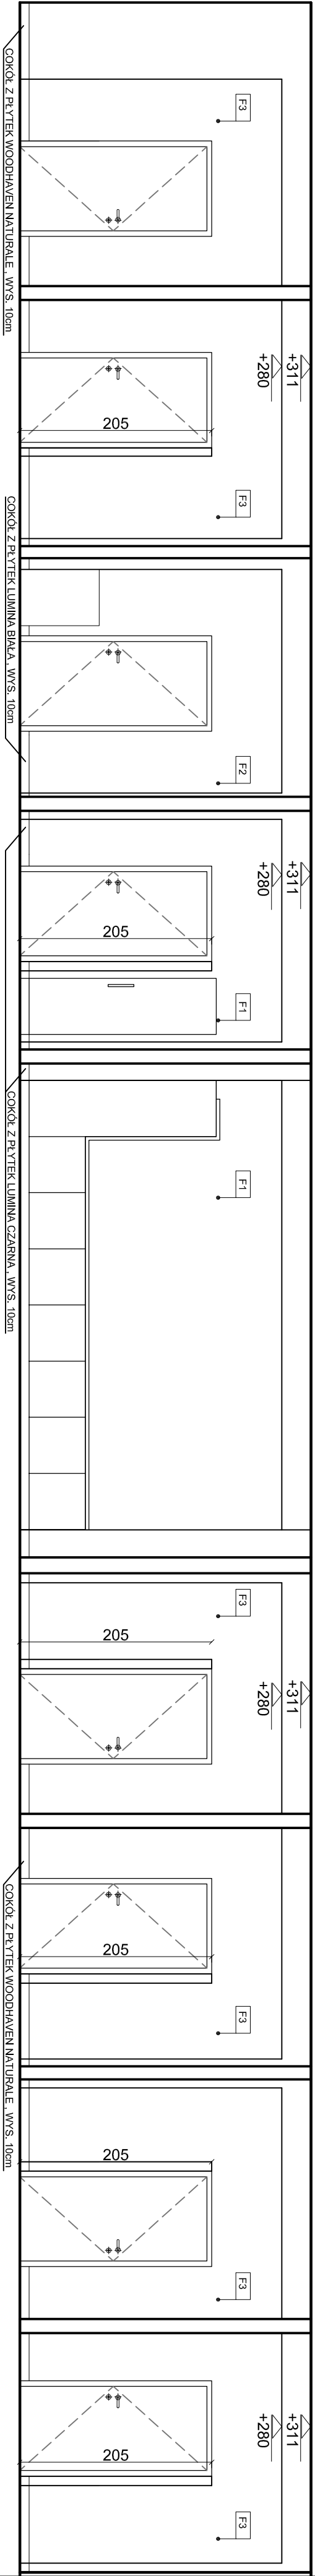 F3
COKÓŁ Z PŁYTEK WOODHAVEN NATURALE , WYS. 10cm
+311
+280
205
F3
COKÓŁ Z PŁYTEK LUMINA BIAŁA , WYS. 10cm
F2
+311
+280
205
F1
COKÓŁ Z PŁYTEK LUMINA CZARNA , WYS. 10cm
F1
F3
205
+311
+280
205
F3
COKÓŁ Z PŁYTEK WOODHAVEN NATURALE , WYS. 10cm
205
F3
+311
+280
205
F3